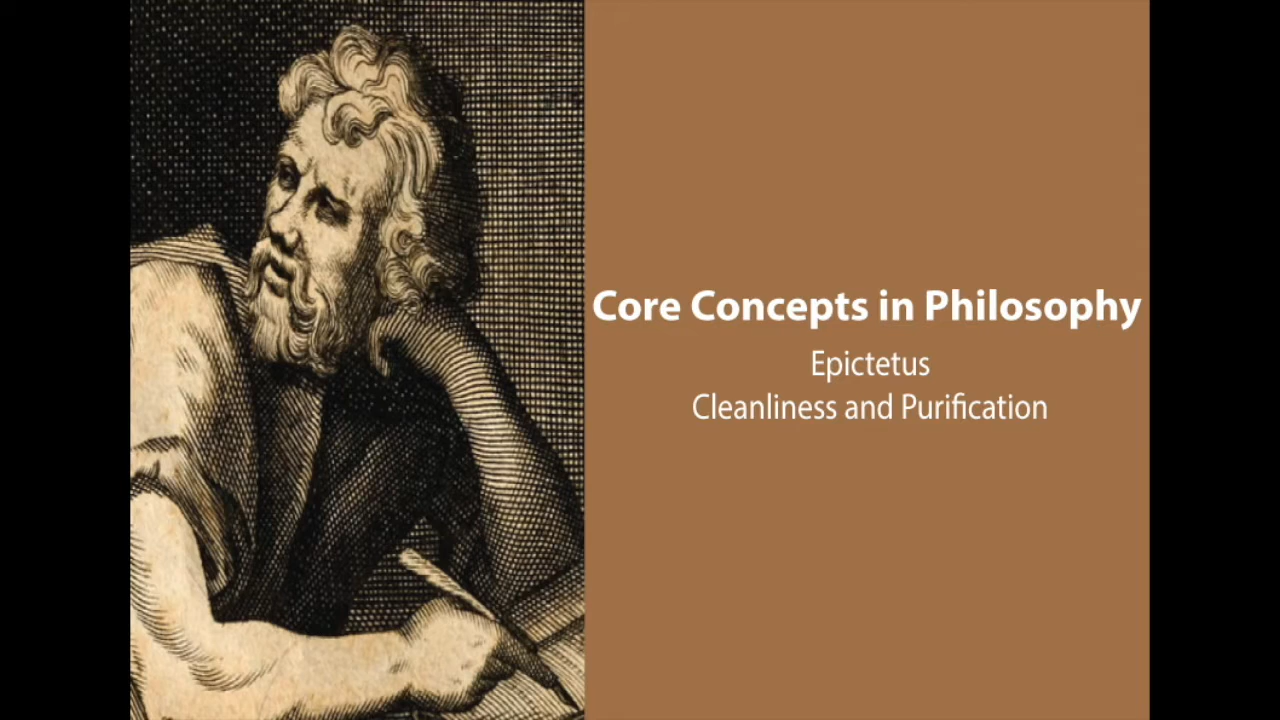 Core Concepts in Philosophy
Epictetus
Cleanliness and Purification